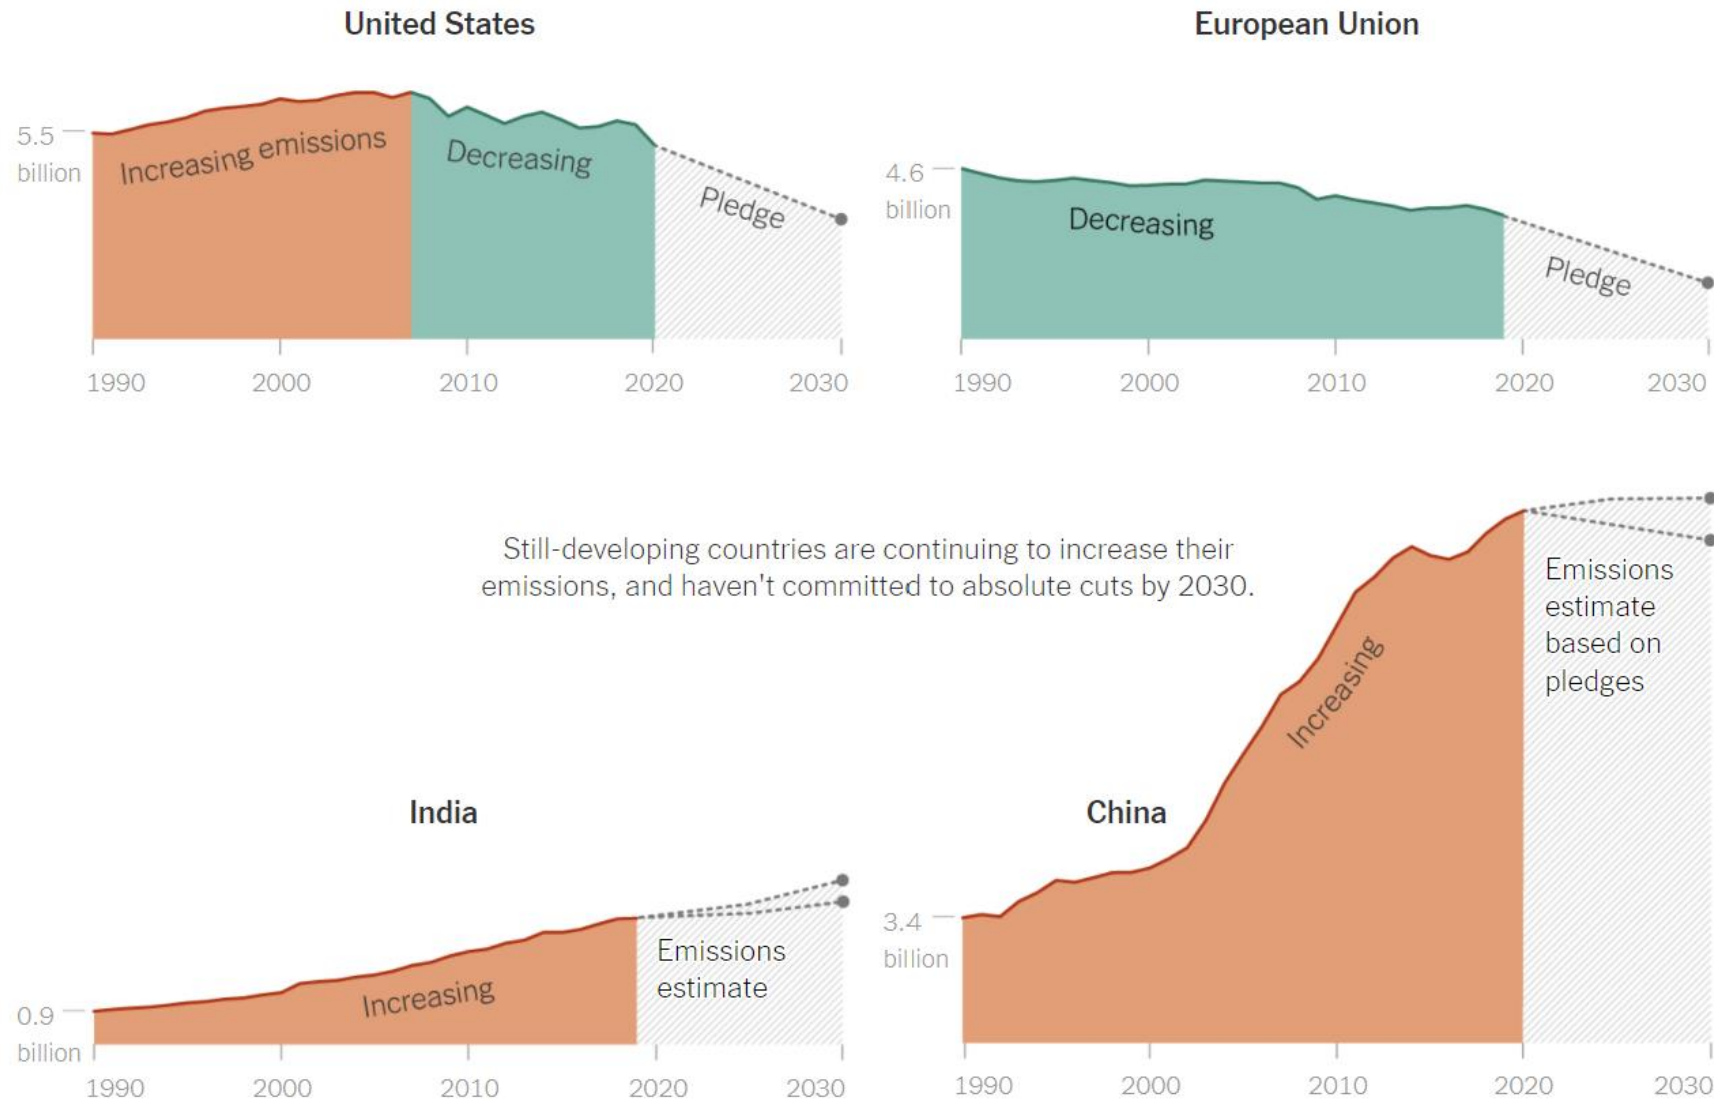 United States
5.5
billion
Increasing emissions
Decreasing
Pledge
1990 2000 2010 2020 2030
European Union
4.6
billion
Decreasing
Pledge
1990 2000 2010 2020 2030
Still-developing countries are continuing to increase their
emissions, and haven't committed to absolute cuts by 2030.
India
0.9
billion
Increasing
Emissions
estimate
1990 2000 2010 2020 2030
China
3.4
billion
Increasing
Emissions
estimate
based on
pledges
1990 2000 2010 2020 2030